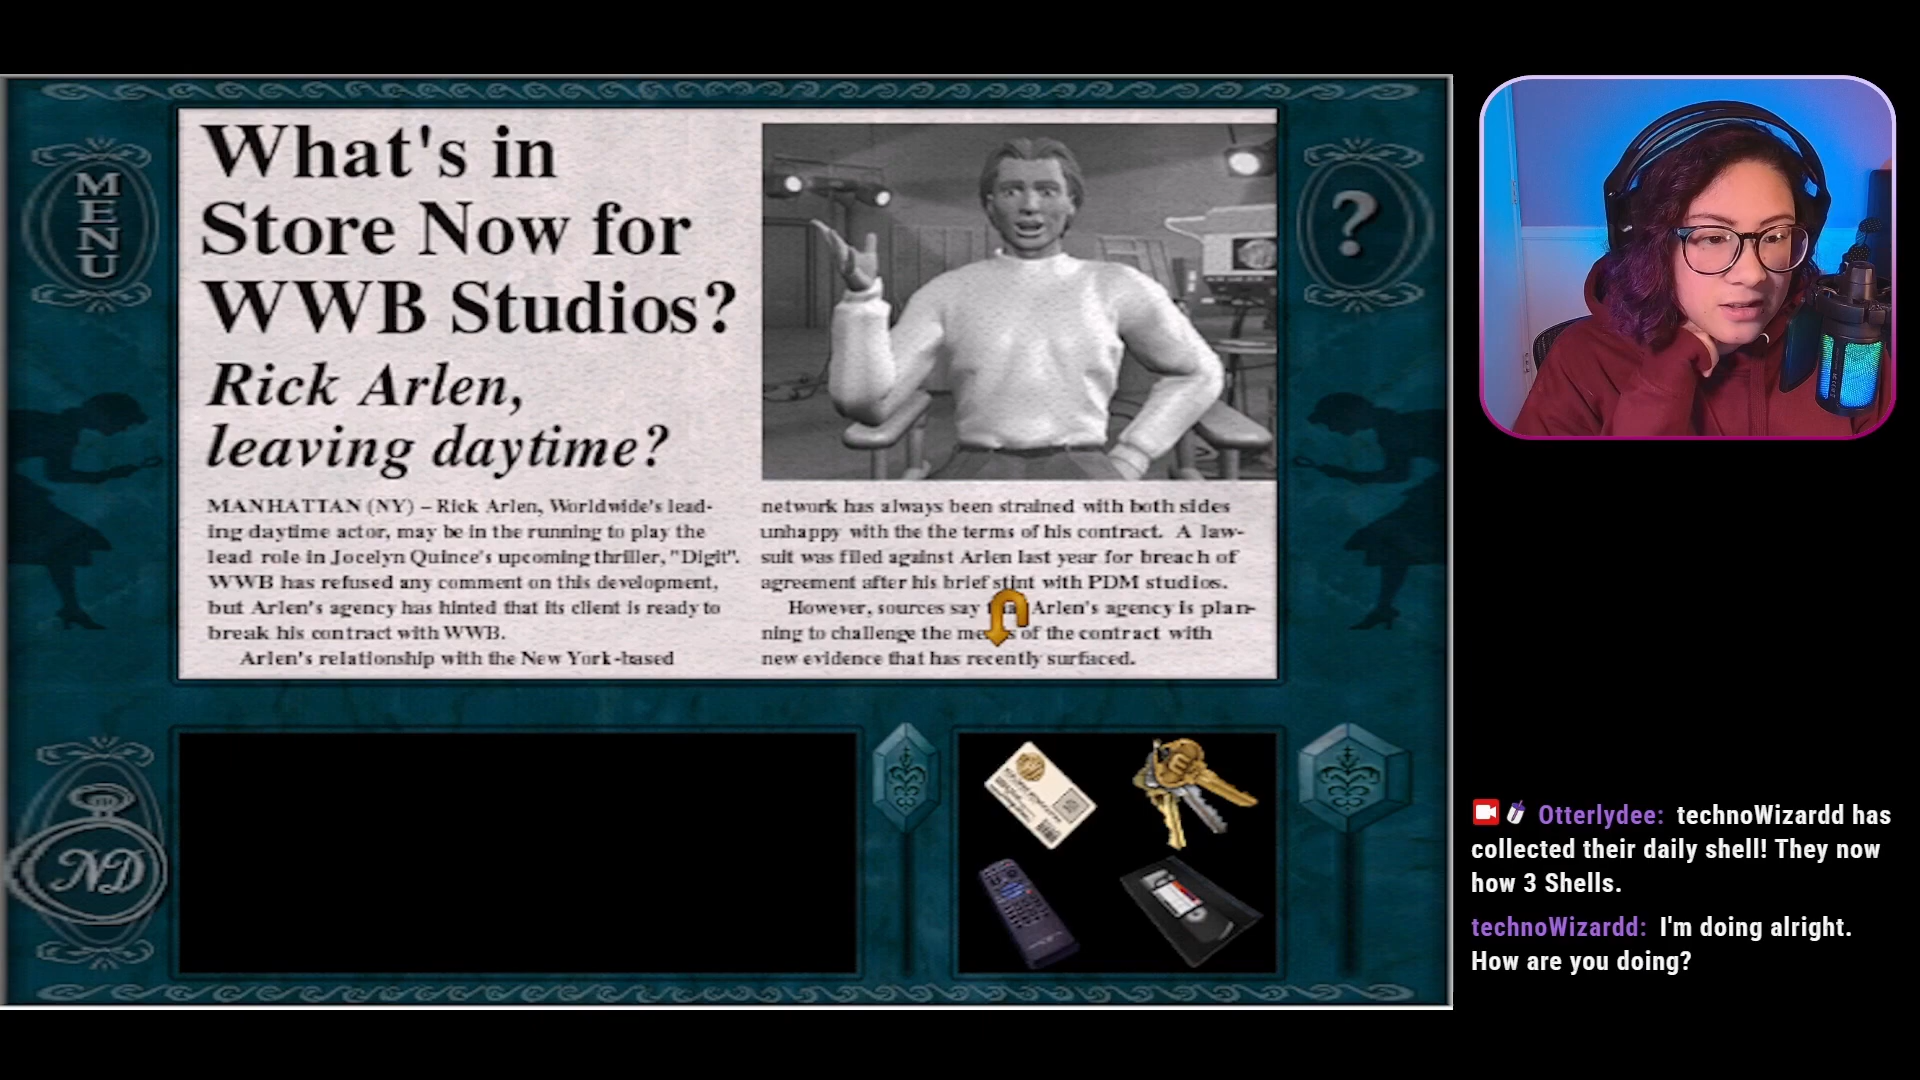 MENU
What's in
Store Now for
WWB Studios?
Rick Arlen,
leaving daytime?
MANHATTAN (NY) – Rick Arlen, Worldwide's lead-
ing daytime actor, may be in the running to play the
lead role in Jocelyn Quince's upcoming thriller, "Digit".
WWB has refused any comment on this development,
but Arlen's agency has hinted that its client is ready to
break his contract with WWB.
Arlen's relationship with the New York-based
network has always been strained with both sides
unhappy with the the terms of his contract. A law-
suit was filed against Arlen last year for breach of
agreement after his brief stint with PDM studios.
However, sources say Arlen's agency is plan-
ning to challenge the of the contract with
new evidence that has recently surfaced.
?
ND
E
Otterlydee: technoWizardd has
collected their daily shell! They now
how 3 Shells.
technoWizardd: I'm doing alright.
How are you doing?